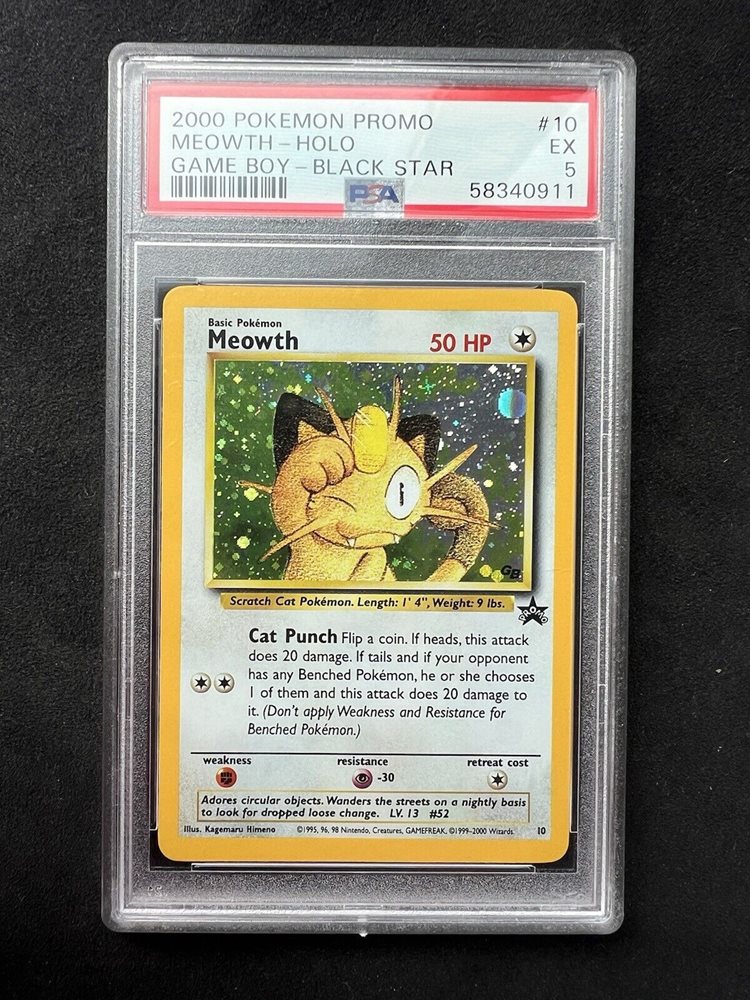 2000 POKEMON PROMO #10
MEOWTH - HOLO EX
GAME BOY - BLACK STAR 5
PSA 58340911
Basic Pokémon
Meowth 50 HP
GB
Scratch Cat Pokémon. Length: 1' 4", Weight: 9 lbs.
PROMO
Cat Punch Flip a coin. If heads, this attack
does 20 damage. If tails and if your opponent
has any Benched Pokémon, he or she chooses
1 of them and this attack does 20 damage to
it. (Don't apply Weakness and Resistance for
Benched Pokémon.)
weakness resistance retreat cost
-30
Adores circular objects. Wanders the streets on a nightly basis
to look for dropped loose change. LV. 13 #52
Illus. Kagemaru Himeno ©1995, 96, 98 Nintendo, Creatures, GAMEFREAK. ©1999-2000 Wizards. 10